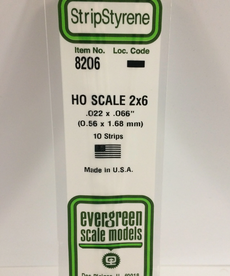 StripStyrene
Item No. Loc. Code
8206
HO SCALE 2x6
.022 x .066"
(0.56 x 1.68 mm)
10 Strips
Made in U.S.A.
evergreen
scale models